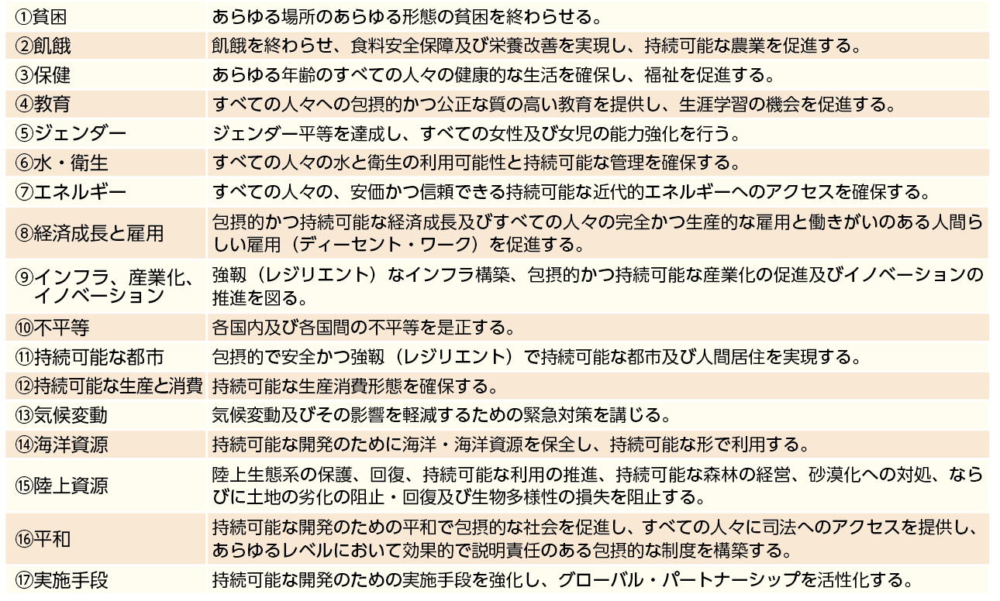 ①貧困 あらゆる場所のあらゆる形態の貧困を終わらせる。
②飢餓 飢餓を終わらせ、食料安全保障及び栄養改善を実現し、持続可能な農業を促進する。
③保健 あらゆる年齢のすべての人々の健康的な生活を確保し、福祉を促進する。
④教育 すべての人々への包摂的かつ公正な質の高い教育を提供し、生涯学習の機会を促進する。
⑤ジェンダー ジェンダー平等を達成し、すべての女性及び女児の能力強化を行う。
⑥水・衛生 すべての人々の水と衛生の利用可能性と持続可能な管理を確保する。
⑦エネルギー すべての人々の、安価かつ信頼できる持続可能な近代的エネルギーへのアクセスを確保する。
⑧経済成長と雇用 包摂的かつ持続可能な経済成長及びすべての人々の完全かつ生産的な雇用と働きがいのある人間ら
しい雇用（ディーセント・ワーク）を促進する。
⑨インフラ、産業化、
イノベーション
強靱（レジリエント）なインフラ構築、包摂的かつ持続可能な産業化の促進及びイノベーションの
推進を図る。
⑩不平等 各国内及び各国間の不平等を是正する。
⑪持続可能な都市 包摂的で安全かつ強靱（レジリエント）で持続可能な都市及び人間居住を実現する。
⑫持続可能な生産と消費 持続可能な生産消費形態を確保する。
⑬気候変動 気候変動及びその影響を軽減するための緊急対策を講じる。
⑭海洋資源 持続可能な開発のために海洋・海洋資源を保全し、持続可能な形で利用する。
⑮陸上資源 陸上生態系の保護、回復、持続可能な利用の推進、持続可能な森林の経営、砂漠化への対処、なら
びに土地の劣化の阻止・回復及び生物多様性の損失を阻止する。
⑯平和 持続可能な開発のための平和で包摂的な社会を促進し、すべての人々に司法へのアクセスを提供し、
あらゆるレベルにおいて効果的で説明責任のある包摂的な制度を構築する。
⑰実施手段 持続可能な開発のための実施手段を強化し、グローバル・パートナーシップを活性化する。